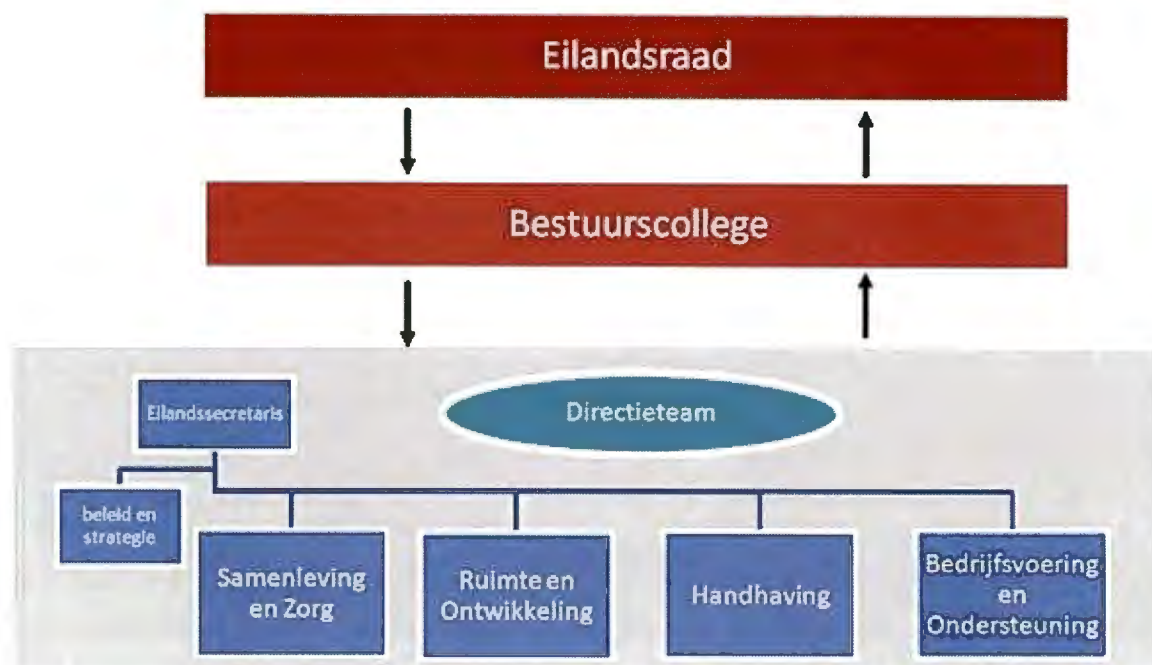 Eilandsraad
Bestuurscollege
Eilandssecretaris
Directieteam
beleid en
strategie
Samenleving
en Zorg
Ruimte en
Ontwikkeling
Handhaving
Bedrijfsvoering
en
Ondersteuning